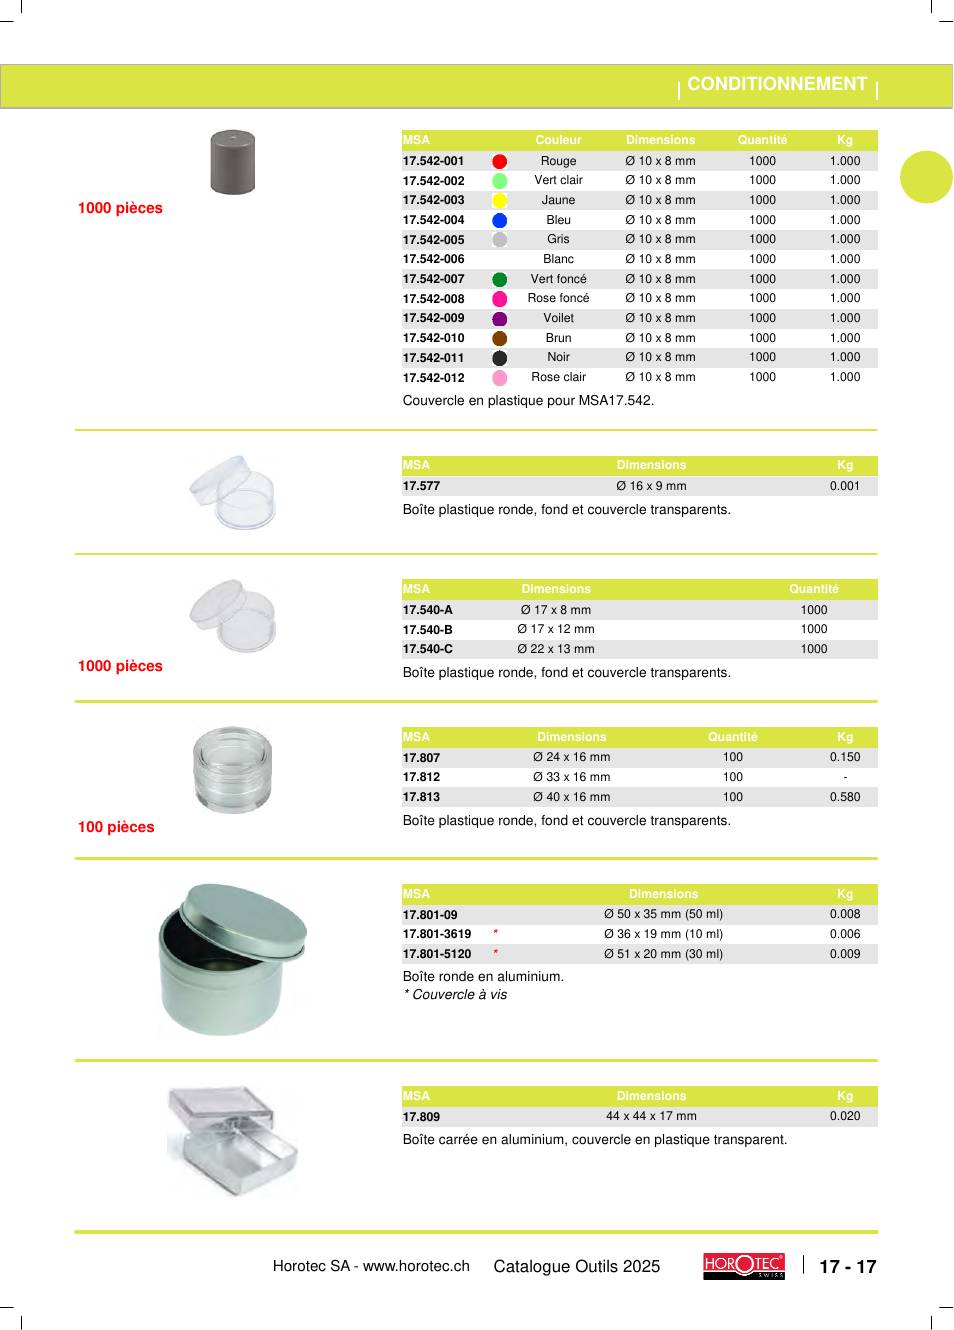 CONDITIONNEMENT
1000 pièces
MSA Couleur Dimensions Quantité Kg
17.542-001 Rouge Ø 10 x 8 mm 1000 1.000
17.542-002 Vert clair Ø 10 x 8 mm 1000 1.000
17.542-003 Jaune Ø 10 x 8 mm 1000 1.000
17.542-004 Bleu Ø 10 x 8 mm 1000 1.000
17.542-005 Gris Ø 10 x 8 mm 1000 1.000
17.542-006 Blanc Ø 10 x 8 mm 1000 1.000
17.542-007 Vert foncé Ø 10 x 8 mm 1000 1.000
17.542-008 Rose foncé Ø 10 x 8 mm 1000 1.000
17.542-009 Voilet Ø 10 x 8 mm 1000 1.000
17.542-010 Brun Ø 10 x 8 mm 1000 1.000
17.542-011 Noir Ø 10 x 8 mm 1000 1.000
17.542-012 Rose clair Ø 10 x 8 mm 1000 1.000
Couvercle en plastique pour MSA17.542.
MSA Dimensions Kg
17.577 Ø 16 x 9 mm 0.001
Boîte plastique ronde, fond et couvercle transparents.
1000 pièces
MSA Dimensions Quantité
17.540-A Ø 17 x 8 mm 1000
17.540-B Ø 17 x 12 mm 1000
17.540-C Ø 22 x 13 mm 1000
Boîte plastique ronde, fond et couvercle transparents.
100 pièces
MSA Dimensions Quantité Kg
17.807 Ø 24 x 16 mm 100 0.150
17.812 Ø 33 x 16 mm 100 -
17.813 Ø 40 x 16 mm 100 0.580
Boîte plastique ronde, fond et couvercle transparents.
MSA Dimensions Kg
17.801-09 Ø 50 x 35 mm (50 ml) 0.008
17.801-3619 * Ø 36 x 19 mm (10 ml) 0.006
17.801-5120 * Ø 51 x 20 mm (30 ml) 0.009
Boîte ronde en aluminium.
* Couvercle à vis
MSA Dimensions Kg
17.809 44 x 44 x 17 mm 0.020
Boîte carrée en aluminium, couvercle en plastique transparent.
Horotec SA - www.horotec.ch Catalogue Outils 2025 HOROTEC® SWISS 17 - 17